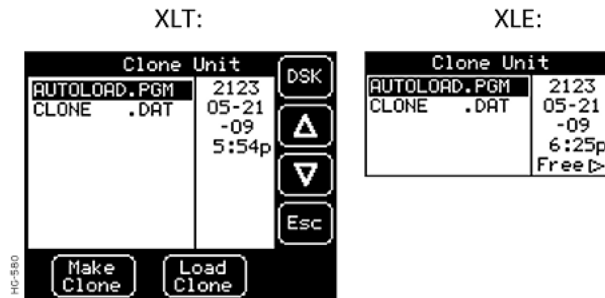 XLT:
Clone Unit
DSK
AUTOLOAD.PGM 2123
CLONE .DAT 05-21
-09
5:54p
Esc
Make Clone
Load Clone
HG-580
XLE:
Clone Unit
AUTOLOAD.PGM 2123
CLONE .DAT 05-21
-09
6:25p
Free